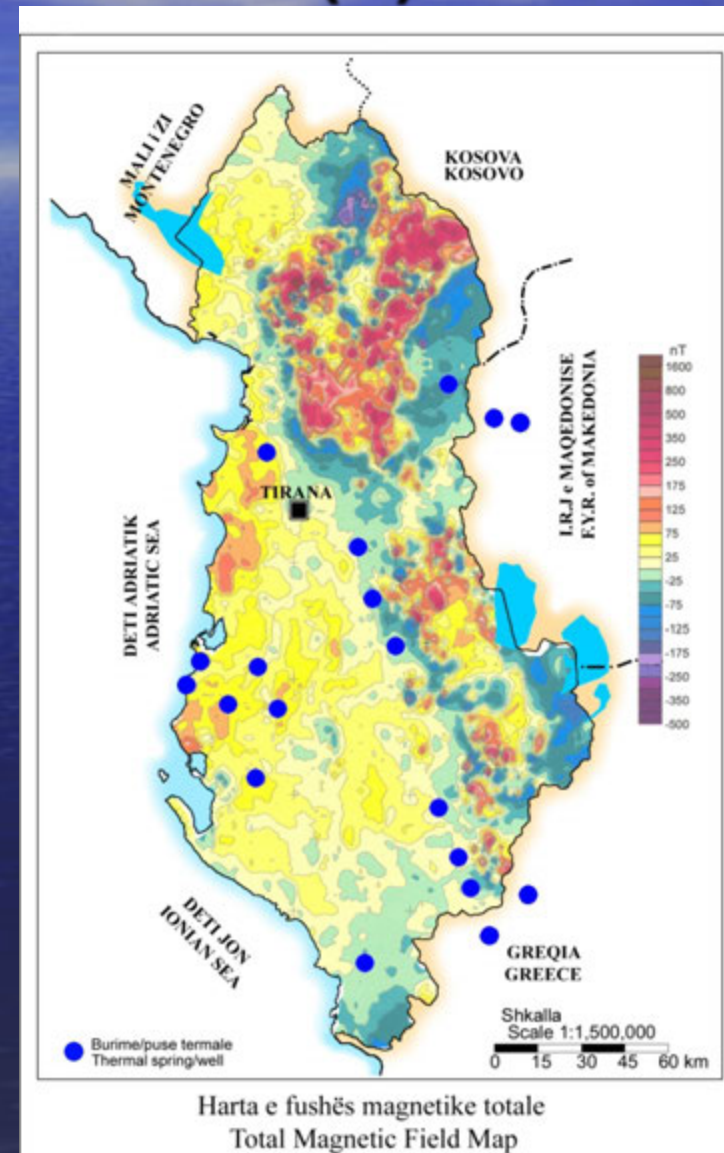 MALI i ZI
MONTENEGRO
KOSOVA
KOSOVO
nT
1600
800
500
350
250
175
125
75
25
-25
-75
-125
-175
-250
-350
-500
I.R.J e MAQEDONISE
F.Y.R. of MAKEDONIA
TIRANA
DETI ADRIATIK
ADRIATIC SEA
DETI JON
IONIAN SEA
GREQIA
GREECE
Shkalla
Scale 1:1,500,000
0 15 30 45 60 km
Burime/puse termale
Thermal spring/well
Harta e fushës magnetike totale
Total Magnetic Field Map